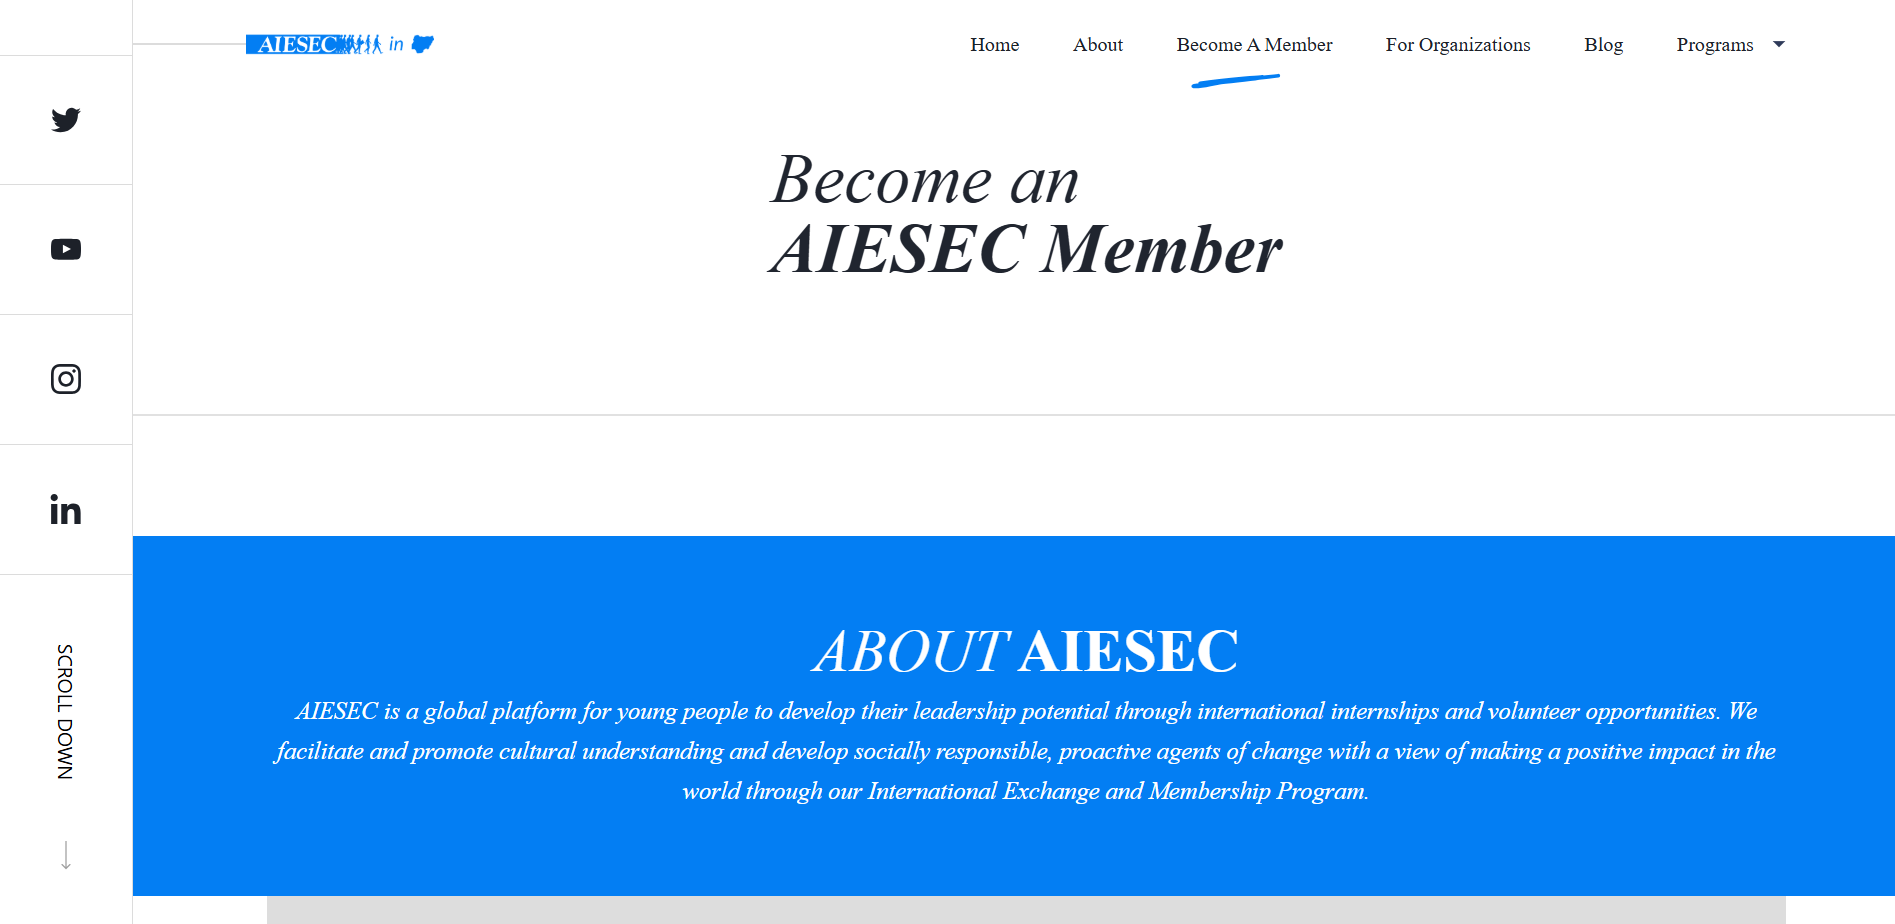 AIESEC in
Home
About
Become A Member
For Organizations
Blog
Programs
Become an
AIESEC Member
SCROLL DOWN
ABOUT AIESEC
AIESEC is a global platform for young people to develop their leadership potential through international internships and volunteer opportunities. We
facilitate and promote cultural understanding and develop socially responsible, proactive agents of change with a view of making a positive impact in the
world through our International Exchange and Membership Program.